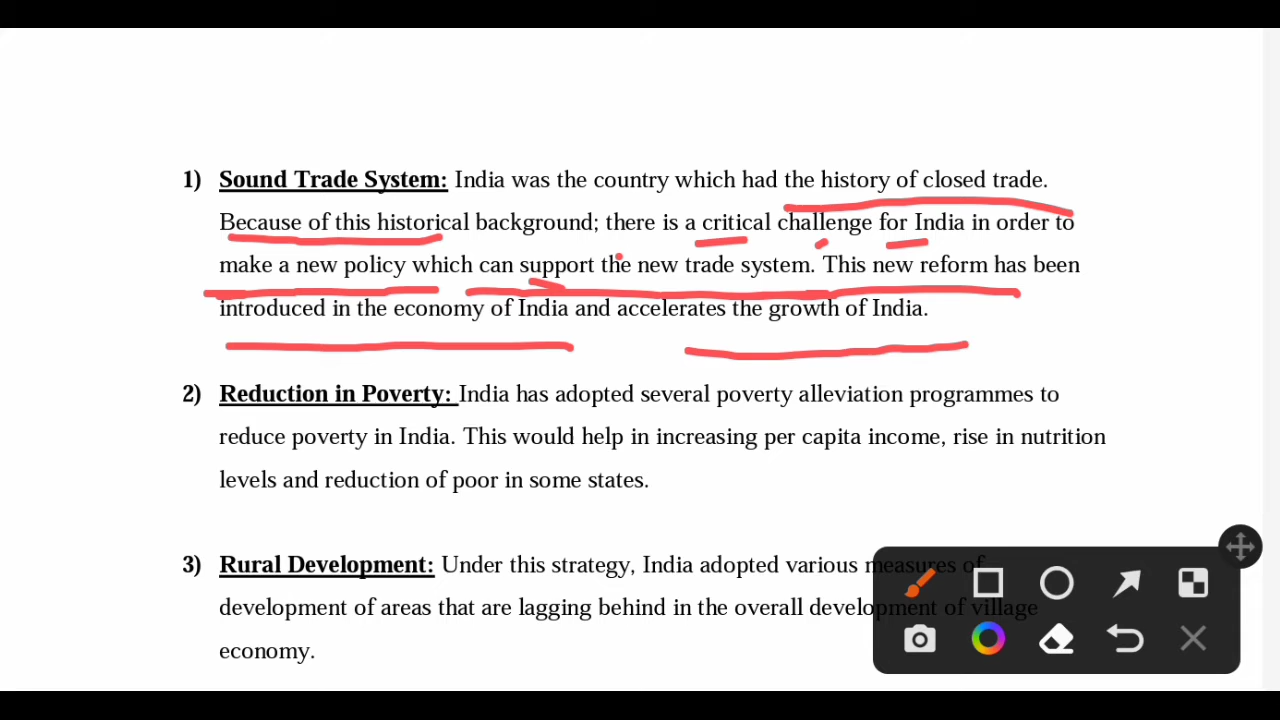 1) Sound Trade System: India was the country which had the history of closed trade.
Because of this historical background; there is a critical challenge for India in order to
make a new policy which can support the new trade system. This new reform has been
introduced in the economy of India and accelerates the growth of India.
2) Reduction in Poverty: India has adopted several poverty alleviation programmes to
reduce poverty in India. This would help in increasing per capita income, rise in nutrition
levels and reduction of poor in some states.
3) Rural Development: Under this strategy, India adopted various measures of
development of areas that are lagging behind in the overall development of village
economy.